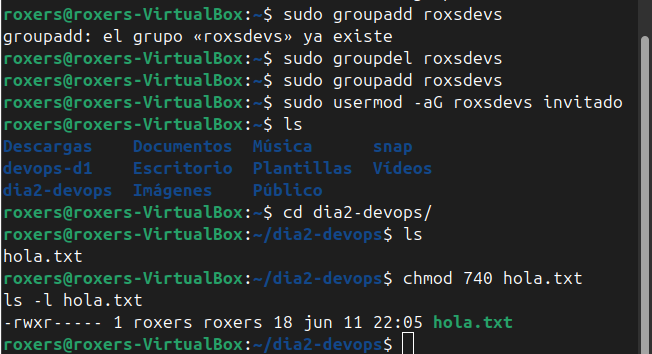 roxers@roxers-VirtualBox:~$ sudo groupadd roxsdevs
groupadd: el grupo «roxsdevs» ya existe
roxers@roxers-VirtualBox:~$ sudo groupdel roxsdevs
roxers@roxers-VirtualBox:~$ sudo groupadd roxsdevs
roxers@roxers-VirtualBox:~$ sudo usermod -aG roxsdevs invitado
roxers@roxers-VirtualBox:~$ ls
Descargas    Documentos  Música      snap
devops-d1    Escritorio  Plantillas  Vídeos
dia2-devops  Imágenes    Público
roxers@roxers-VirtualBox:~$ cd dia2-devops/
roxers@roxers-VirtualBox:~/dia2-devops$ ls
hola.txt
roxers@roxers-VirtualBox:~/dia2-devops$ chmod 740 hola.txt
ls -l hola.txt
-rwxr----- 1 roxers roxers 18 jun 11 22:05 hola.txt
roxers@roxers-VirtualBox:~/dia2-devops$